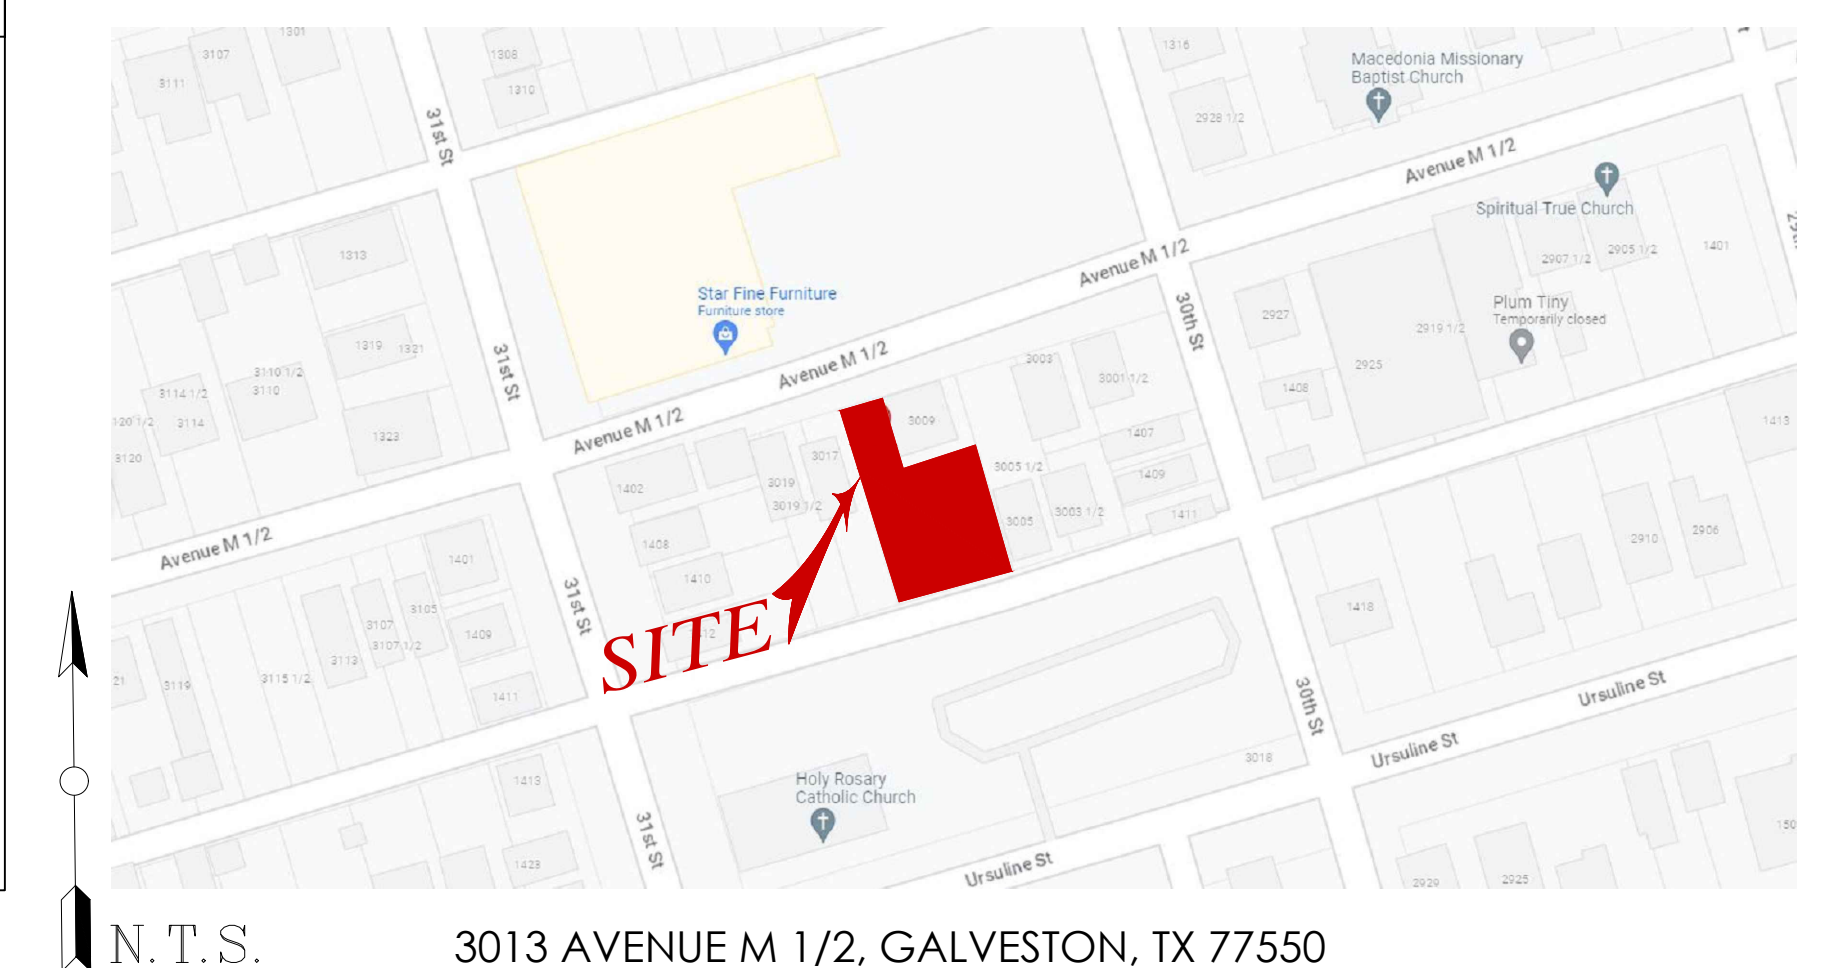 1301
3107
3111
1308
1310
31st St
1316
Macedonia Missionary
Baptist Church
2928 1/2
Avenue M 1/2
Spiritual True Church
2907 1/2
2905 1/2
1401
1313
Star Fine Furniture
Furniture store
Avenue M 1/2
30th St
2927
Plum Tiny
Temporarily closed
2919 1/2
2925
1408
1413
1319
1321
31st St
3110 1/2
3110
3114 1/2
3114
3120
1323
Avenue M 1/2
Avenue M 1/2
3003
3001 1/2
3009
1407
3017
3005 1/2
1409
1402
3019
3019 1/2
3005
3003 1/2
1411
2910
2906
Avenue M 1/2
1408
1401
1410
31st St
3105
3107
3107 1/2
1409
1418
SITE
3113
3119
3115 1/2
1411
30th St
Ursuline St
Ursuline St
3018
Holy Rosary
Catholic Church
1413
31st St
1423
Ursuline St
2929
2925
N.T.S.
3013 AVENUE M 1/2, GALVESTON, TX 77550